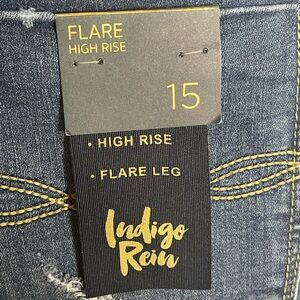 FLARE
HIGH RISE
15
• HIGH RISE
• FLARE LEG
Indigo
Rein